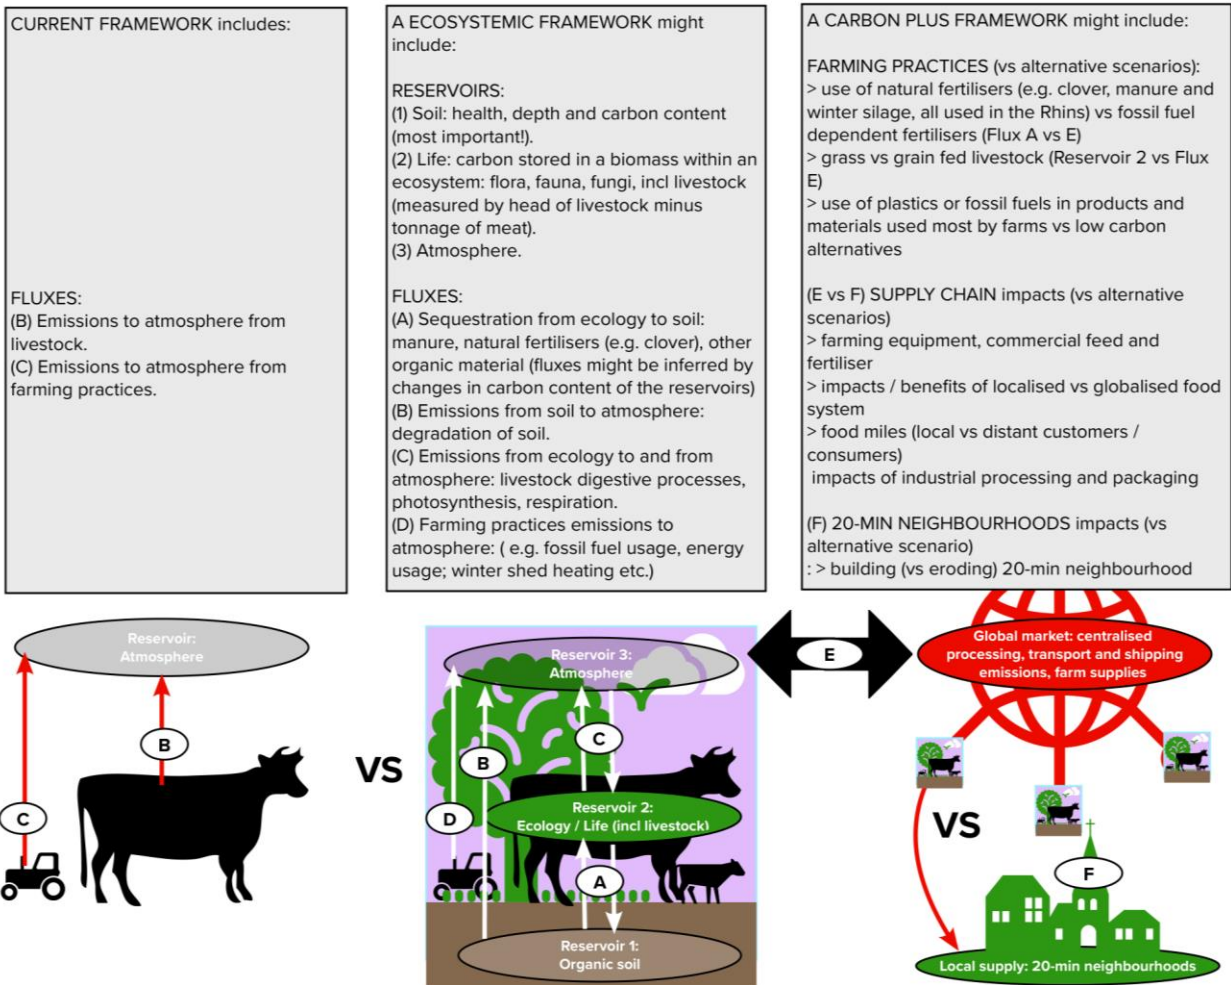 CURRENT FRAMEWORK includes:
FLUXES:
(B) Emissions to atmosphere from
livestock.
(C) Emissions to atmosphere from
farming practices.
A ECOSYSTEMIC FRAMEWORK might
include:
RESERVOIRS:
(1) Soil: health, depth and carbon content
(most important!).
(2) Life: carbon stored in a biomass within an
ecosystem: flora, fauna, fungi, incl livestock
(measured by head of livestock minus
tonnage of meat).
(3) Atmosphere.
FLUXES:
(A) Sequestration from ecology to soil:
manure, natural fertilisers (e.g. clover), other
organic material (fluxes might be inferred by
changes in carbon content of the reservoirs)
(B) Emissions from soil to atmosphere:
degradation of soil.
(C) Emissions from ecology to and from
atmosphere: livestock digestive processes,
photosynthesis, respiration.
(D) Farming practices emissions to
atmosphere: ( e.g. fossil fuel usage, energy
usage; winter shed heating etc.)
A CARBON PLUS FRAMEWORK might include:
FARMING PRACTICES (vs alternative scenarios):
> use of natural fertilisers (e.g. clover, manure and
winter silage, all used in the Rhins) vs fossil fuel
dependent fertilisers (Flux A vs E)
> grass vs grain fed livestock (Reservoir 2 vs Flux
E)
> use of plastics or fossil fuels in products and
materials used most by farms vs low carbon
alternatives
(E vs F) SUPPLY CHAIN impacts (vs alternative
scenarios)
> farming equipment, commercial feed and
fertiliser
> impacts / benefits of localised vs globalised food
system
> food miles (local vs distant customers /
consumers)
impacts of industrial processing and packaging
(F) 20-MIN NEIGHBOURHOODS impacts (vs
alternative scenario)
: > building (vs eroding) 20-min neighbourhood
Reservoir:
Atmosphere
B
C
VS
Reservoir 3:
Atmosphere
C
B
D
Reservoir 2:
Ecology / Life (incl livestock)
A
Reservoir 1:
Organic soil
E
Global market: centralised
processing, transport and shipping
emissions, farm supplies
VS
F
Local supply: 20-min neighbourhoods